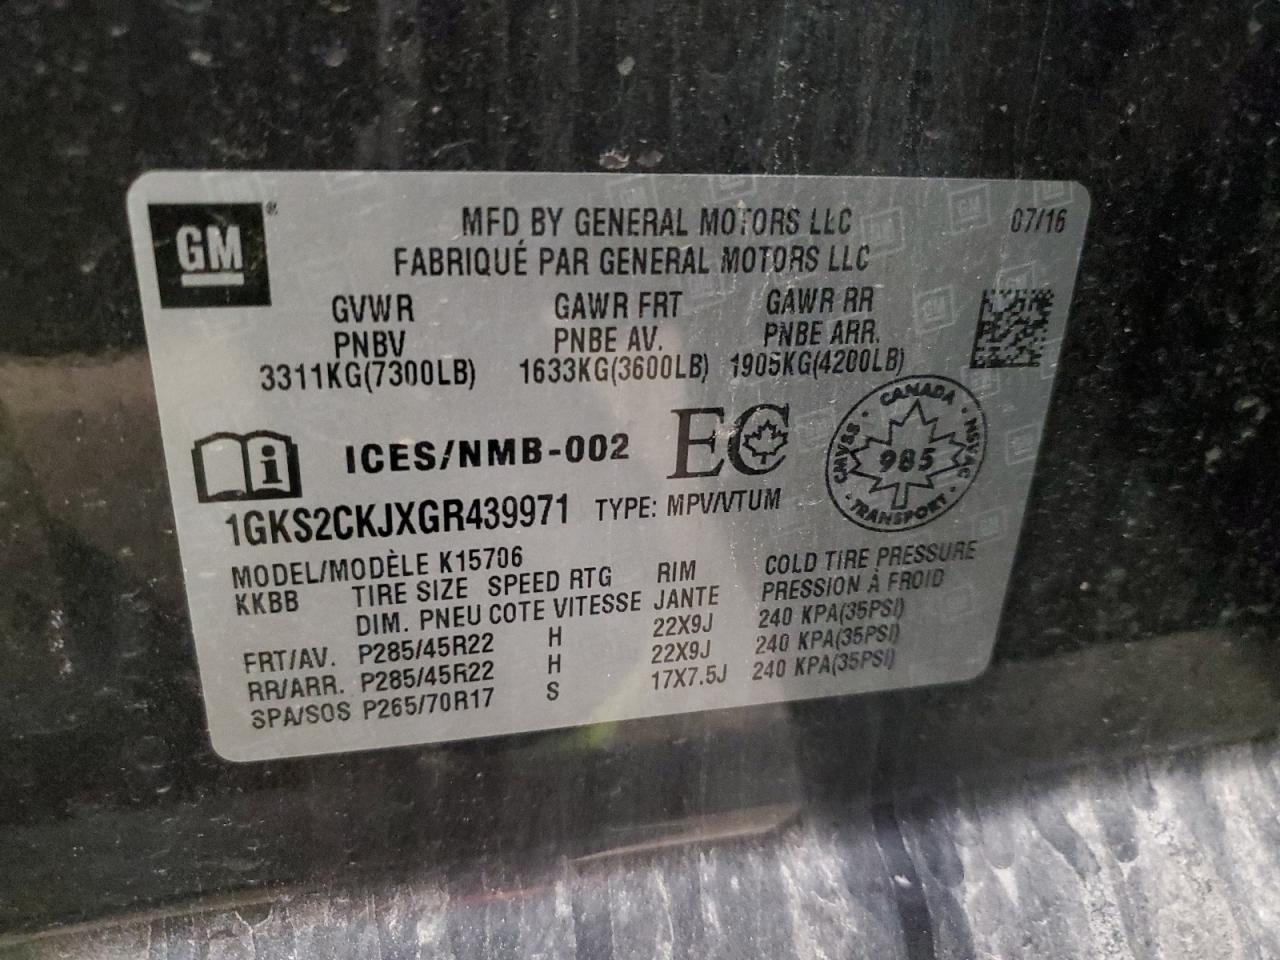 GM®
MFD BY GENERAL MOTORS LLC 07/16
FABRIQUÉ PAR GENERAL MOTORS LLC
GVWR GAWR FRT GAWR RR
PNBV PNBE AV. PNBE ARR.
3311KG(7300LB) 1633KG(3600LB) 1905KG(4200LB)
i ICES/NMB-002 EC
CANADA · NSVAC · TRANSPORT · CMVSS ·
985
1GKS2CKJXGR439971 TYPE: MPV/VTUM
MODEL/MODÈLE K15706
KKBB TIRE SIZE SPEED RTG RIM COLD TIRE PRESSURE
DIM. PNEU COTE VITESSE JANTE PRESSION À FROID
FRT/AV. P285/45R22 H 22X9J 240 KPA(35PSI)
RR/ARR. P285/45R22 H 22X9J 240 KPA(35PSI)
SPA/SOS P265/70R17 S 17X7.5J 240 KPA(35PSI)